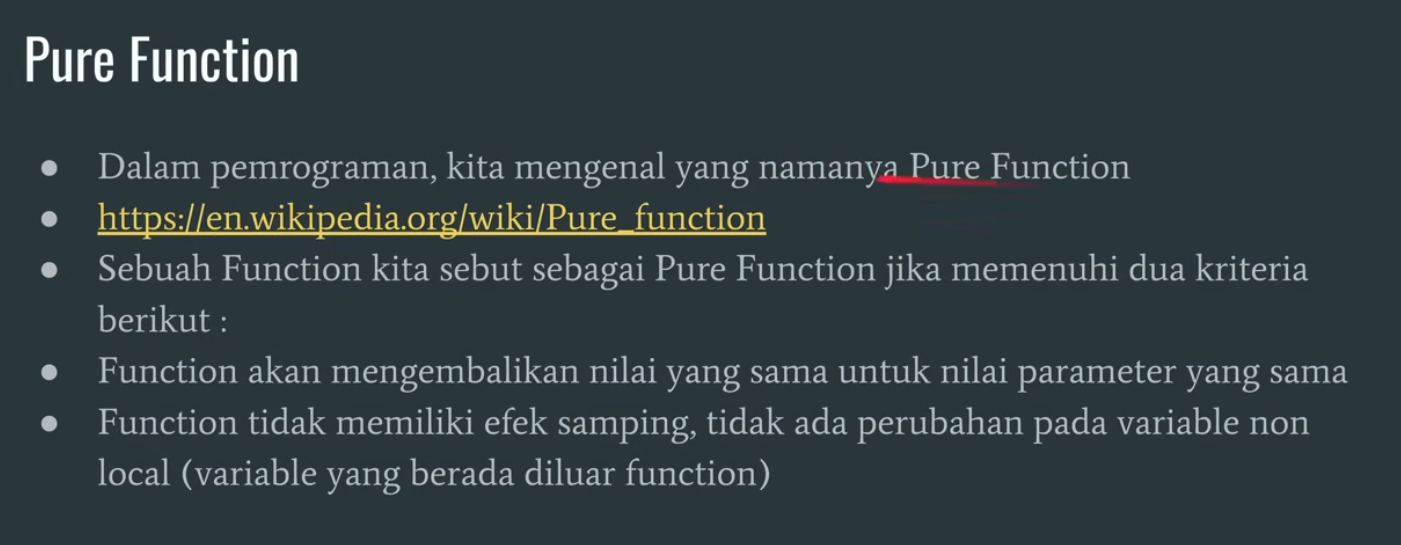 Pure Function
● Dalam pemrograman, kita mengenal yang namanya Pure Function
● https://en.wikipedia.org/wiki/Pure_function
● Sebuah Function kita sebut sebagai Pure Function jika memenuhi dua kriteria
berikut :
● Function akan mengembalikan nilai yang sama untuk nilai parameter yang sama
● Function tidak memiliki efek samping, tidak ada perubahan pada variable non
local (variable yang berada diluar function)